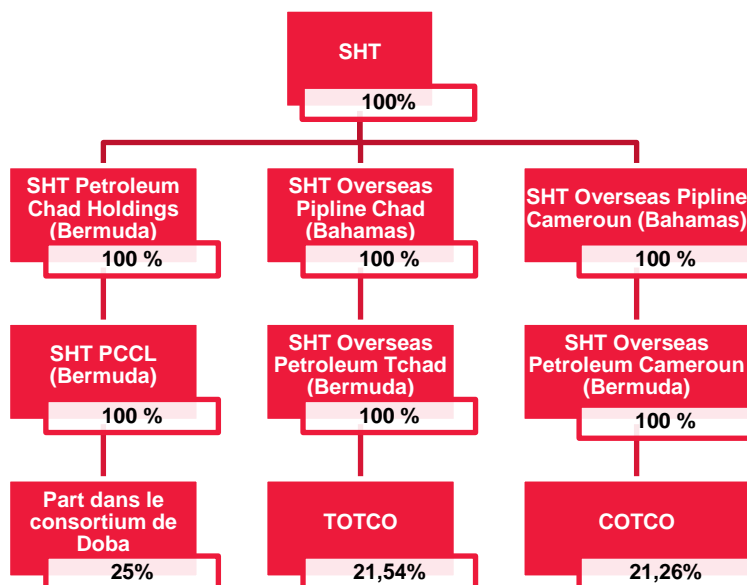 SHT
100%
SHT Petroleum
Chad Holdings
(Bermuda)
100 %
SHT Overseas
Pipline Chad
(Bahamas)
100 %
SHT Overseas Pipline
Cameroun (Bahamas)
100 %
SHT PCCL
(Bermuda)
100 %
SHT Overseas
Petroleum Tchad
(Bermuda)
100 %
SHT Overseas
Petroleum Cameroun
(Bermuda)
100 %
Part dans le
consortium de
Doba
25%
TOTCO
21,54%
COTCO
21,26%